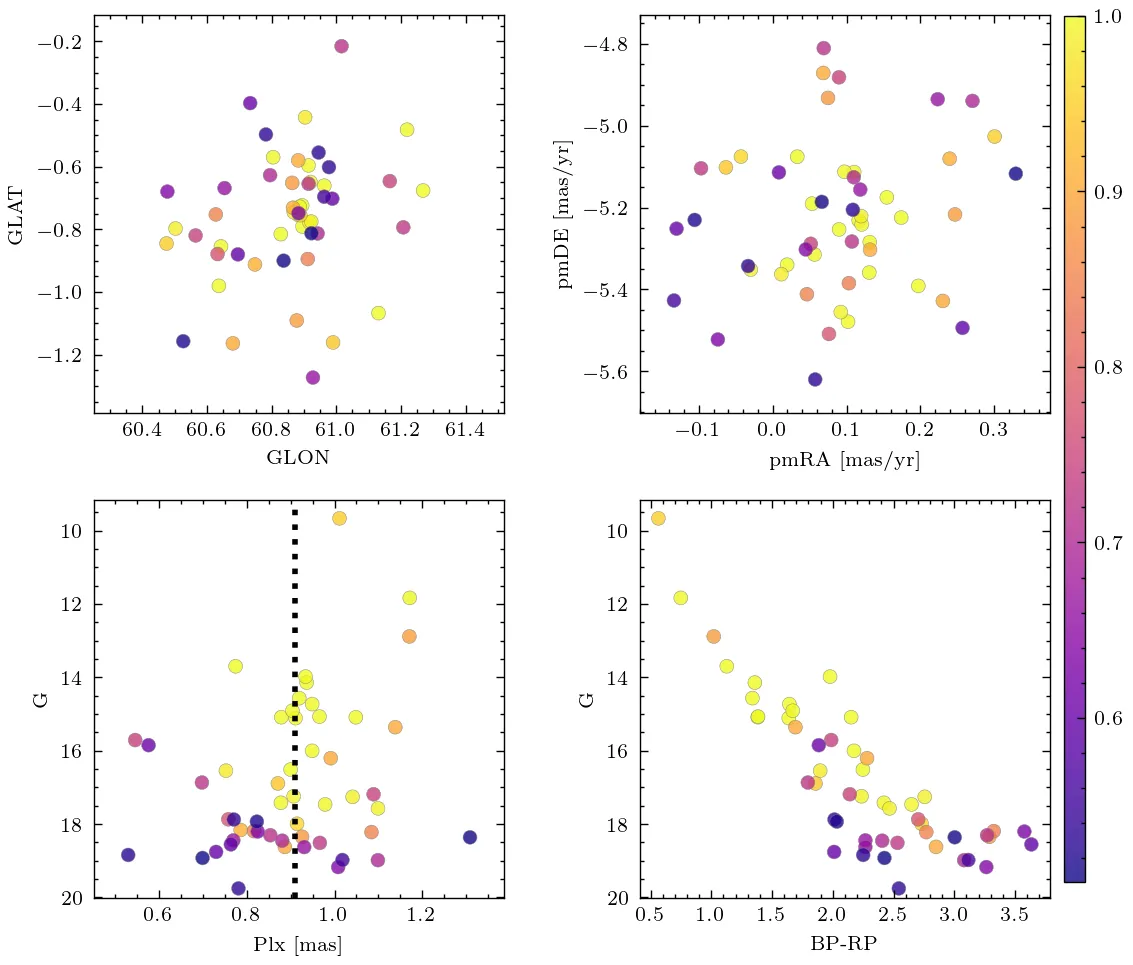 −0.2
−0.4
−0.6
−0.8
−1.0
−1.2
GLAT
60.4 60.6 60.8 61.0 61.2 61.4
GLON
−4.8
−5.0
−5.2
−5.4
−5.6
pmDE [mas/yr]
−0.1 0.0 0.1 0.2 0.3
pmRA [mas/yr]
10
12
14
16
18
20
G
0.6 0.8 1.0 1.2
Plx [mas]
10
12
14
16
18
20
G
0.5 1.0 1.5 2.0 2.5 3.0 3.5
BP-RP
1.0
0.9
0.8
0.7
0.6